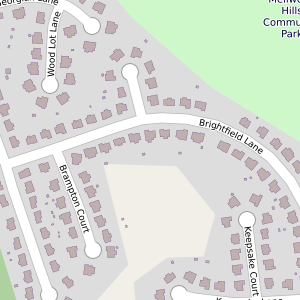 Hills
Commu
Park
Wood Lot Lane
Brightfield Lane
Brampton Court
Keepsake Court